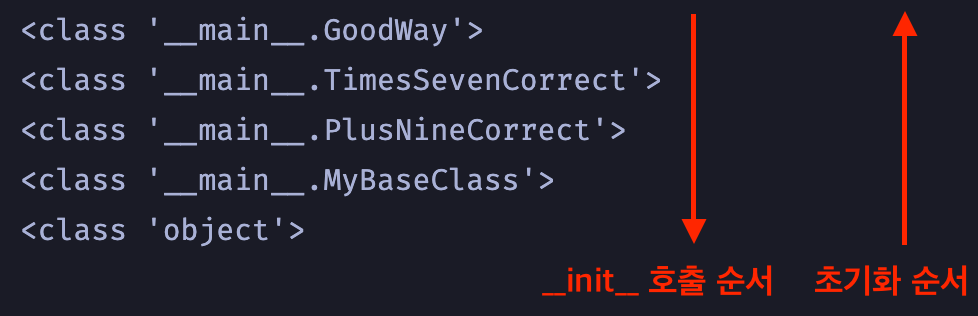 <class '__main__.GoodWay'>
<class '__main__.TimesSevenCorrect'>
<class '__main__.PlusNineCorrect'>
<class '__main__.MyBaseClass'>
<class 'object'>
__init__ 호출 순서
초기화 순서